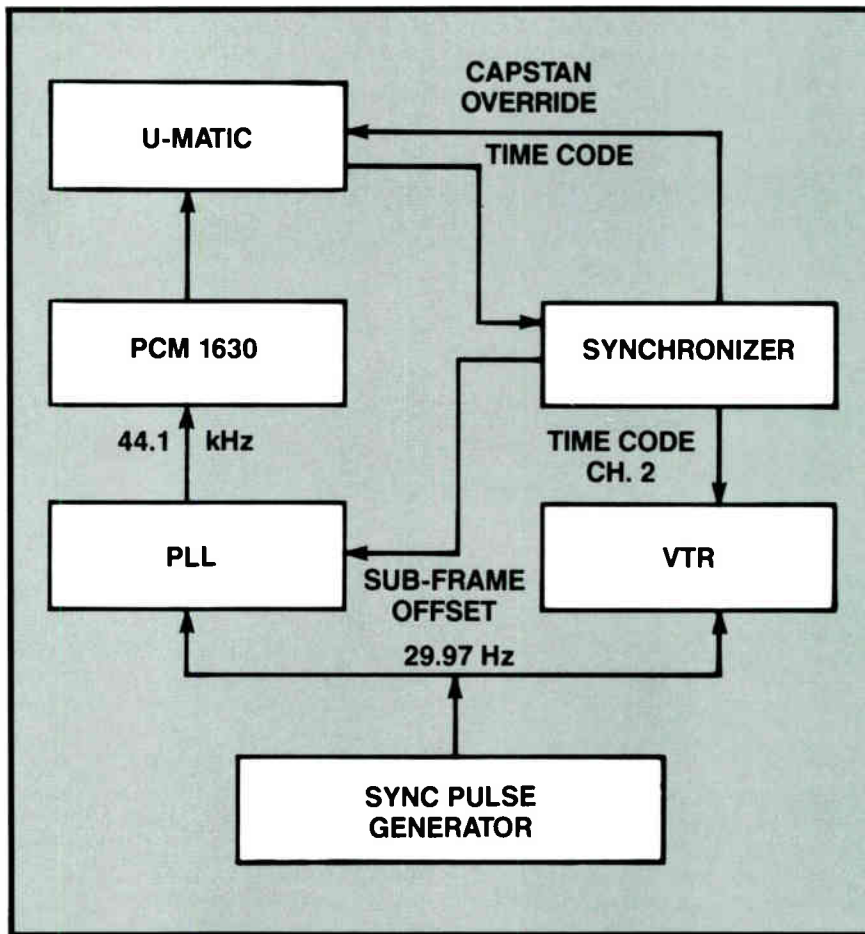 CAPSTAN
OVERRIDE
U-MATIC
TIME CODE
PCM 1630
SYNCHRONIZER
44.1 kHz
TIME CODE
CH. 2
PLL
VTR
SUB-FRAME
OFFSET
29.97 Hz
SYNC PULSE
GENERATOR